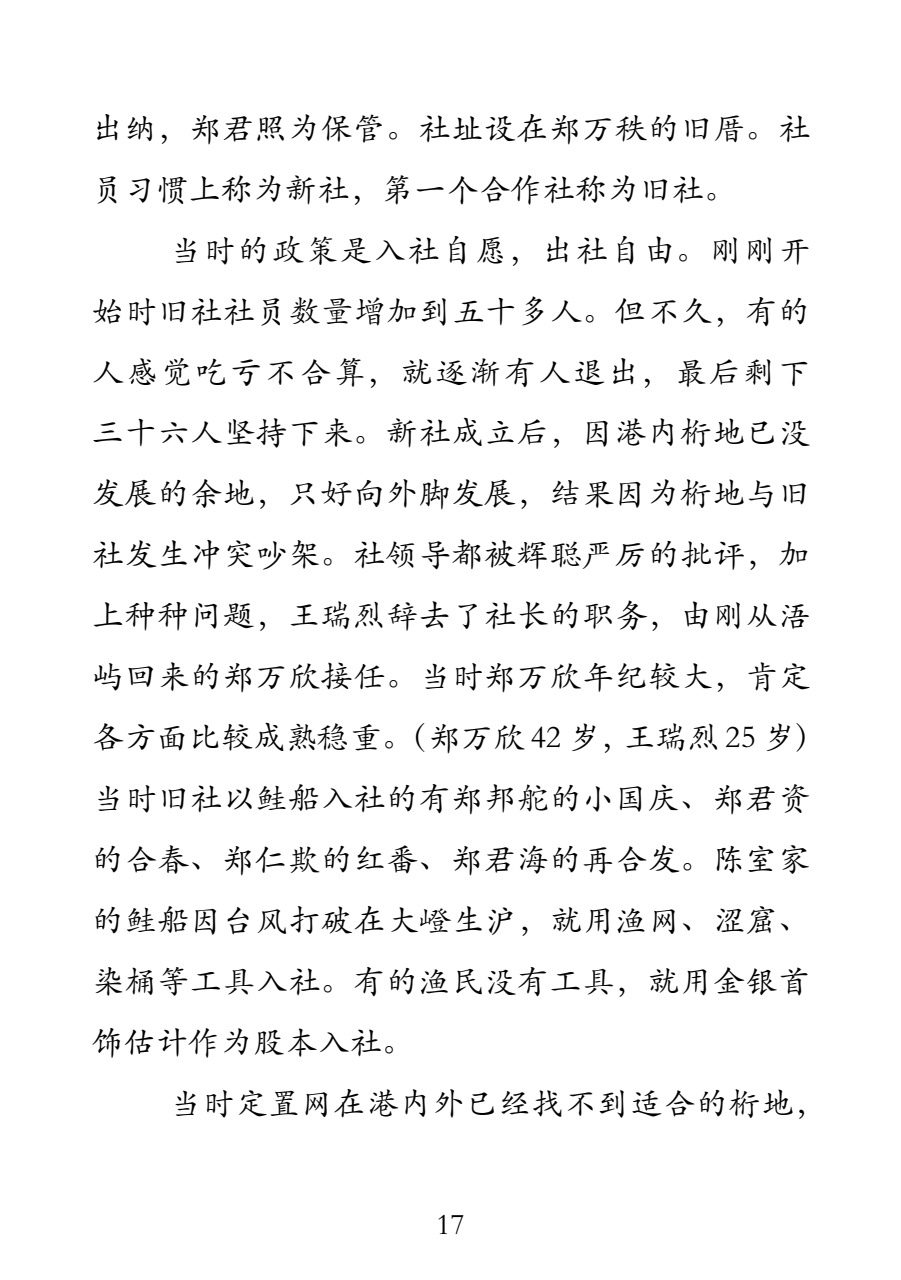 出纳，郑君照为保管。社址设在郑万秩的旧厝。社
员习惯上称为新社，第一个合作社称为旧社。
当时的政策是入社自愿，出社自由。刚刚开
始时旧社社员数量增加到五十多人。但不久，有的
人感觉吃亏不合算，就逐渐有人退出，最后剩下
三十六人坚持下来。新社成立后，因港内桁地已没
发展的余地，只好向外脚发展，结果因为桁地与旧
社发生冲突吵架。社领导都被辉聪严厉的批评，加
上种种问题，王瑞烈辞去了社长的职务，由刚从浯
屿回来的郑万欣接任。当时郑万欣年纪较大，肯定
各方面比较成熟稳重。（郑万欣 42 岁，王瑞烈 25 岁）
当时旧社以鲑船入社的有郑邦舵的小国庆、郑君资
的合春、郑仁欺的红番、郑君海的再合发。陈室家
的鲑船因台风打破在大嶝生沪，就用渔网、涩窟、
染桶等工具入社。有的渔民没有工具，就用金银首
饰估计作为股本入社。
当时定置网在港内外已经找不到适合的桁地，
17